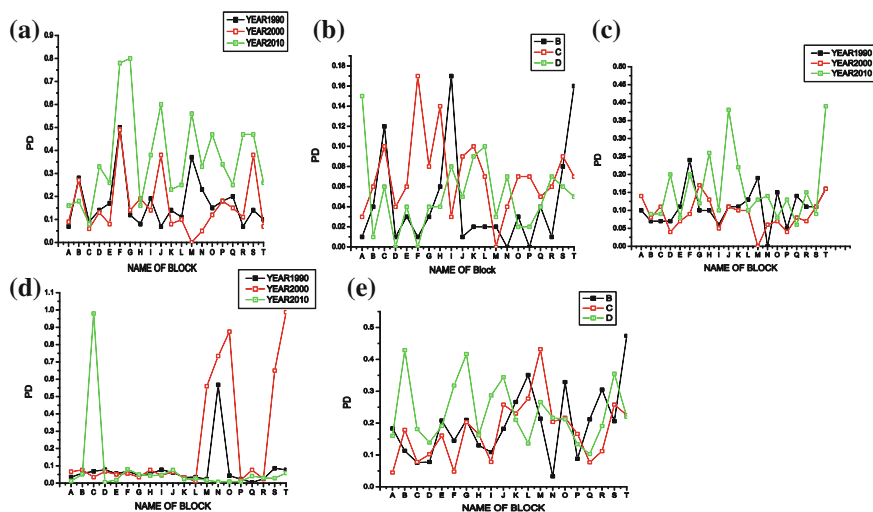 (a)
YEAR1990
YEAR2000
YEAR2010
0.9
0.8
0.7
0.6
0.5
0.4
0.3
0.2
0.1
0.0
PD
A B C D E F G H I J K L M N O P Q R S T
NAME OF BLOCK
(b)
B
C
D
0.20
0.18
0.16
0.14
0.12
0.10
0.08
0.06
0.04
0.02
0.00
PD
A B C D E F G H I J K L M N O P Q R S T
NAME OF Block
(c)
YEAR1990
YEAR2000
YEAR2010
0.50
0.45
0.40
0.35
0.30
0.25
0.20
0.15
0.10
0.05
0.00
PD
A B C D E F G H I J K L M N O P Q R S T
NAME OF BLOCK
(d)
YEAR1990
YEAR2000
YEAR2010
1.0
0.9
0.8
0.7
0.6
0.5
0.4
0.3
0.2
0.1
0.0
PD
A B C D E F G H I J K L M N O P Q R S T
NAME OF BLOCK
(e)
B
C
D
0.5
0.4
0.3
0.2
0.1
0.0
PD
A B C D E F G H I J K L M N O P Q R S T
NAME OF BLOCK